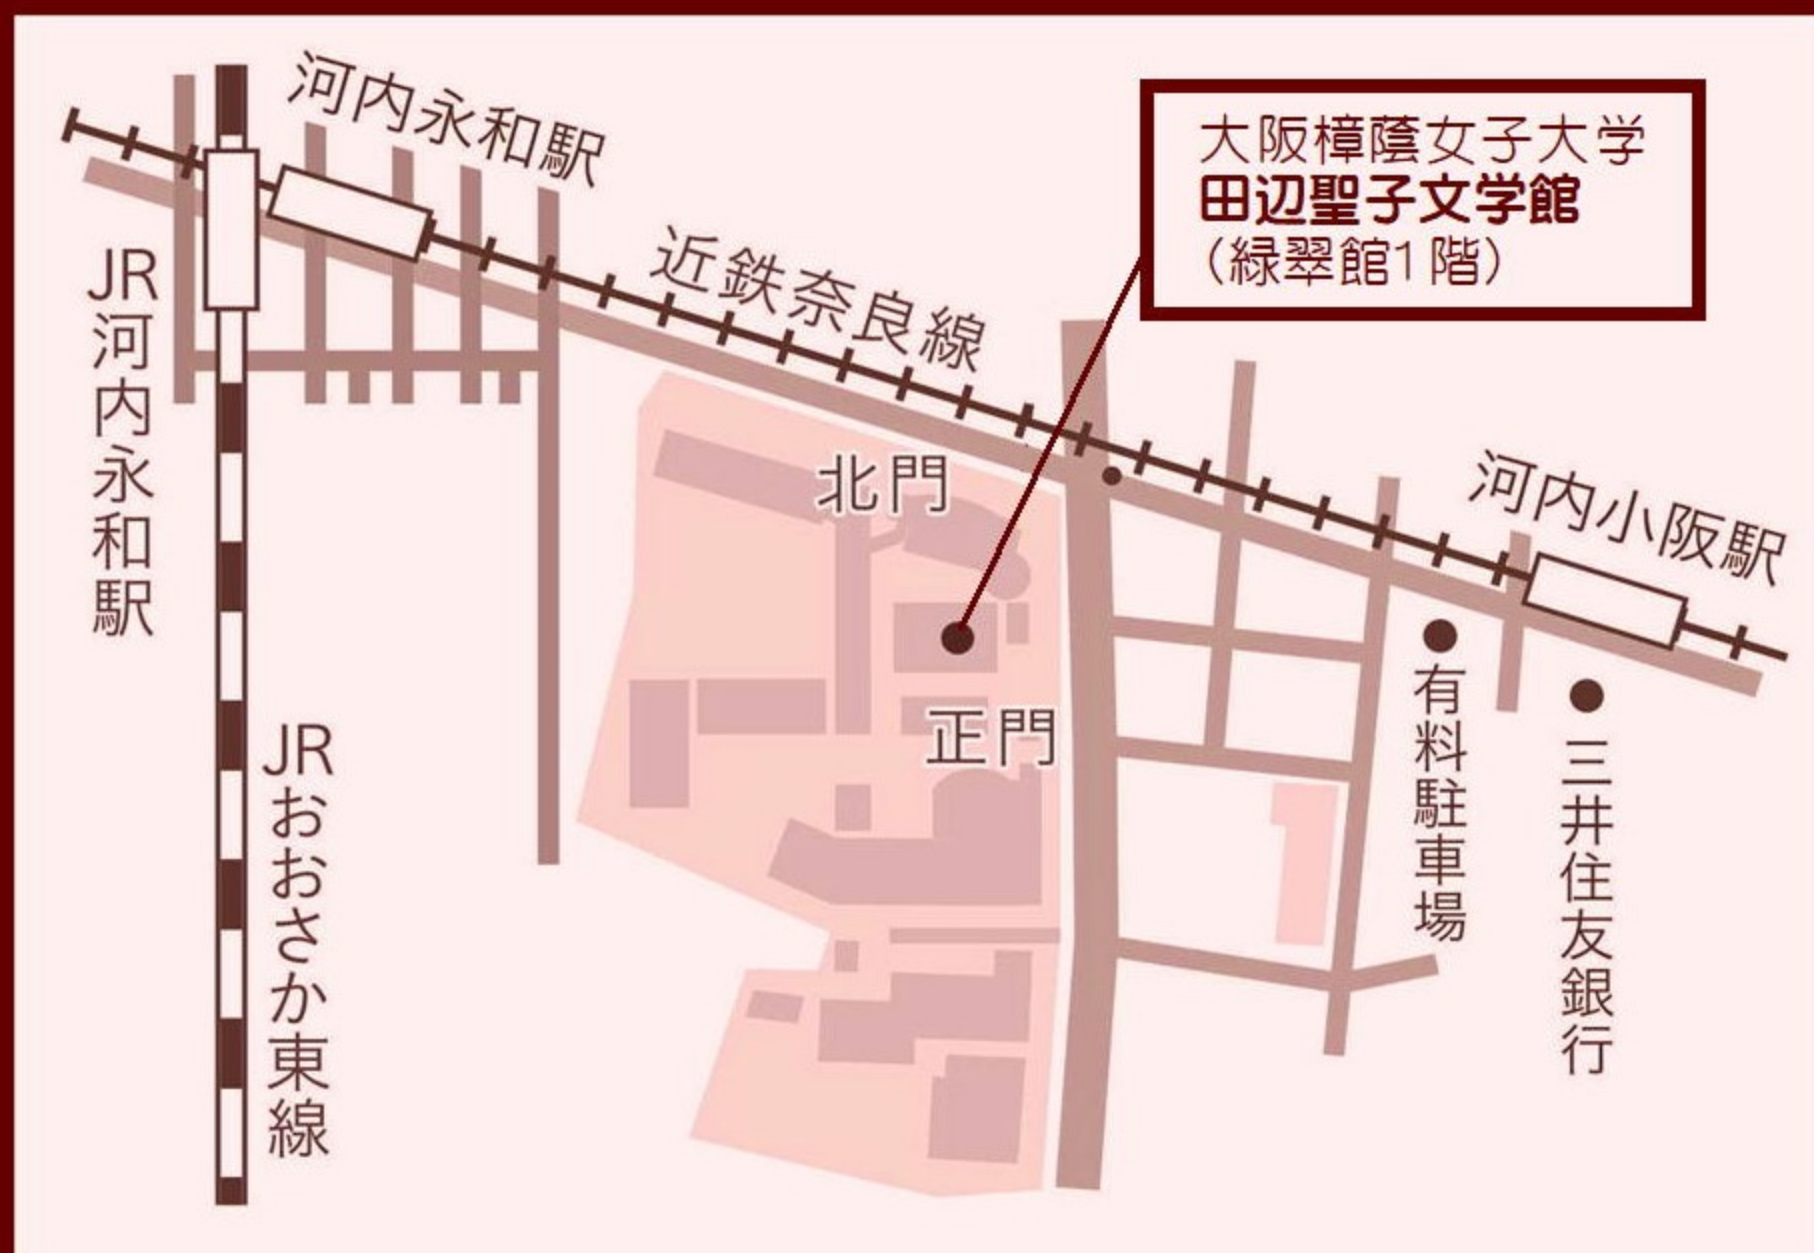 河内永和駅
大阪樟蔭女子大学
田辺聖子文学館
（緑翠館1階）
近鉄奈良線
JR河内永和駅
北門
河内小阪駅
正門
有料駐車場
三井住友銀行
JRおおさか東線